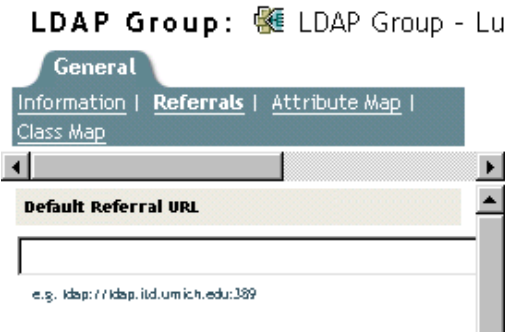 LDAP Group: LDAP Group - Lu
General
Information | Referrals | Attribute Map |
Class Map
Default Referral URL
e.g. ldap://ldap.itd.umich.edu:389